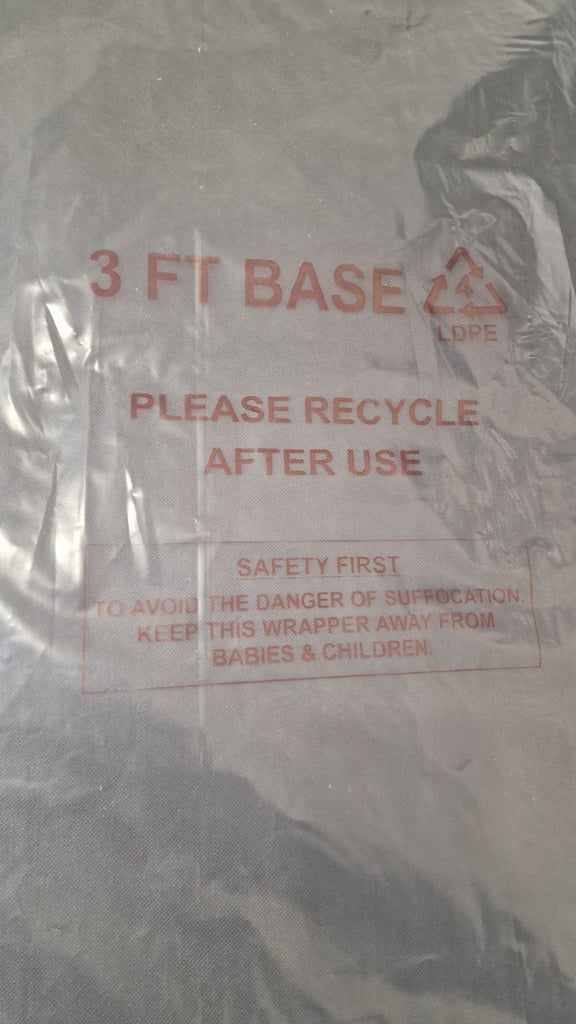 3 FT BASE
4
LDPE
PLEASE RECYCLE
AFTER USE
SAFETY FIRST
TO AVOID THE DANGER OF SUFFOCATION,
KEEP THIS WRAPPER AWAY FROM
BABIES & CHILDREN.